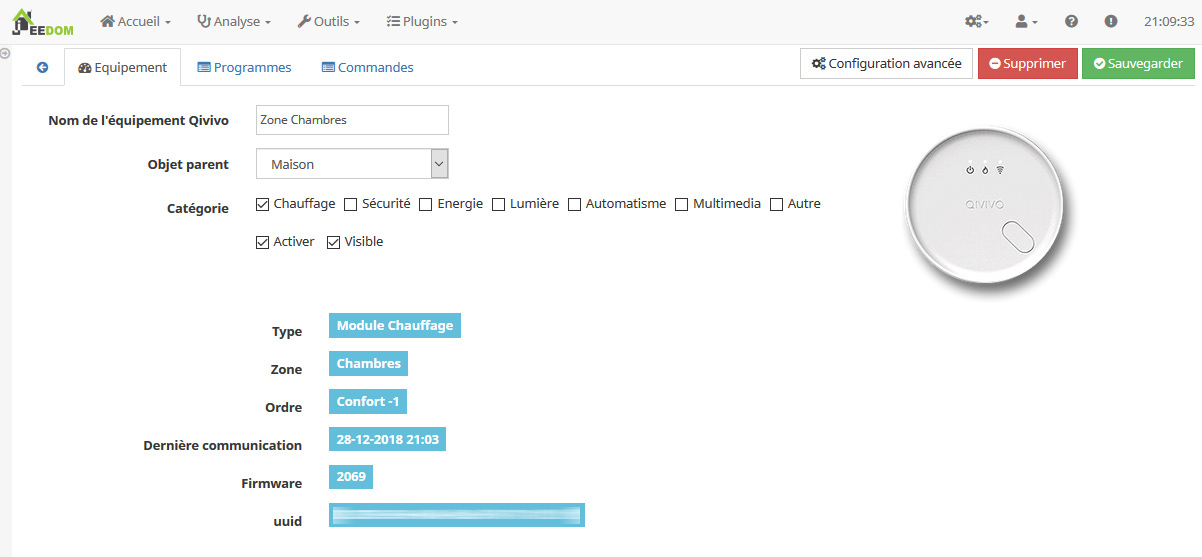 JEEDOM Accueil Analyse Outils Plugins 21:09:33
Equipement Programmes Commandes Configuration avancée Supprimer Sauvegarder
Nom de l'équipement Qivivo Zone Chambres
Objet parent Maison
Catégorie Chauffage Sécurité Energie Lumière Automatisme Multimedia Autre
Activer Visible
QIVIVO
Type Module Chauffage
Zone Chambres
Ordre Confort -1
Dernière communication 28-12-2018 21:03
Firmware 2069
uuid